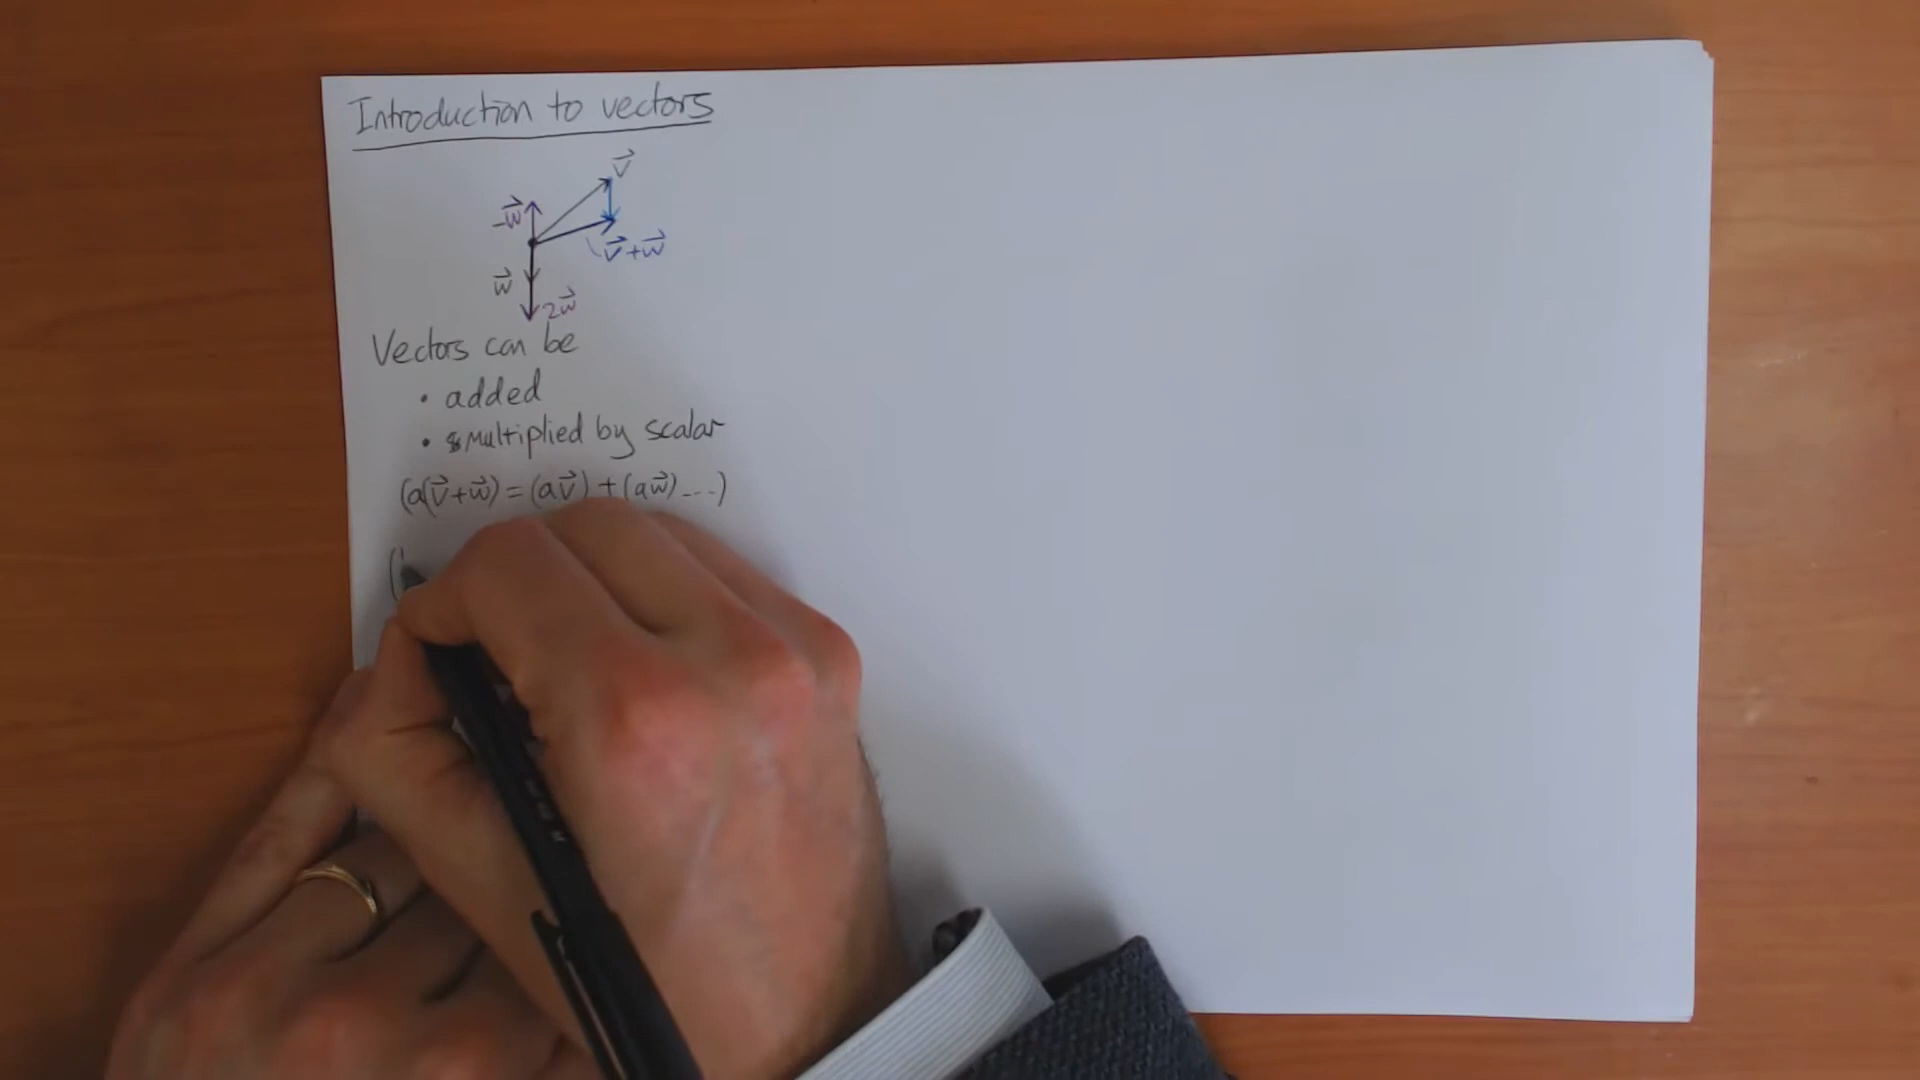 Introduction to vectors
v⃗
-w⃗
v⃗+w⃗
w⃗
2w⃗
Vectors can be
• added
• multiplied by scalar
(a(v⃗+w⃗) = (av⃗) + (aw⃗) ...)
(